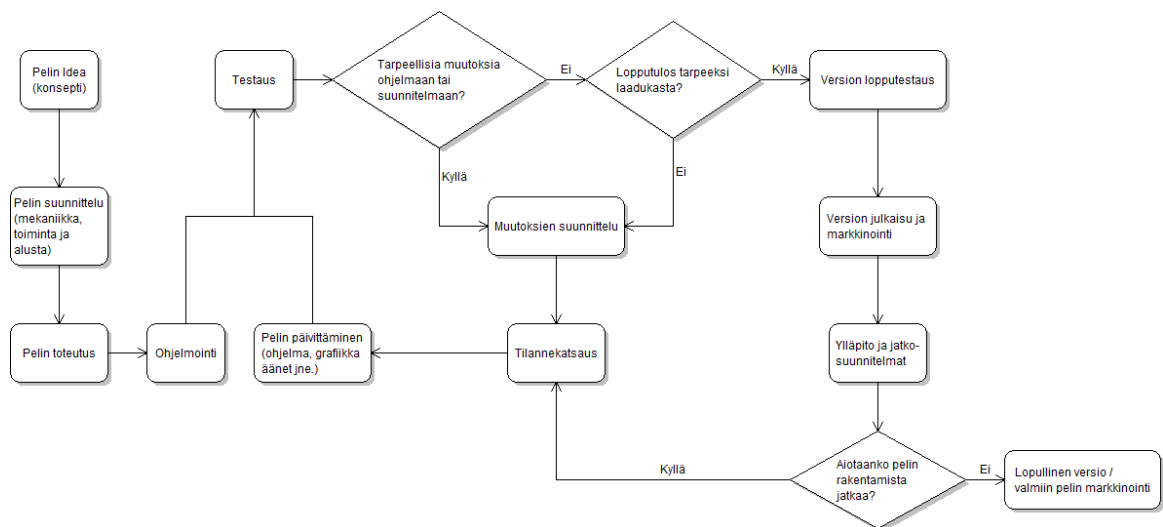 Pelin Idea
(konsepti)
Testaus
Tarpeellisia muutoksia
ohjelmaan tai
suunnitelmaan?
Ei
Lopputulos tarpeeksi
laadukasta?
Kyllä
Version lopputestaus
Kyllä
Ei
Pelin suunnittelu
(mekaniikka,
toiminta ja
alusta)
Muutoksien suunnittelu
Version julkaisu ja
markkinointi
Pelin toteutus
Ohjelmointi
Pelin päivittäminen
(ohjelma, grafiikka
äänet jne.)
Tilannekatsaus
Ylläpito ja jatko-
suunnitelmat
Kyllä
Aiotaanko pelin
rakentamista
jatkaa?
Ei
Lopullinen versio /
valmiin pelin markkinointi